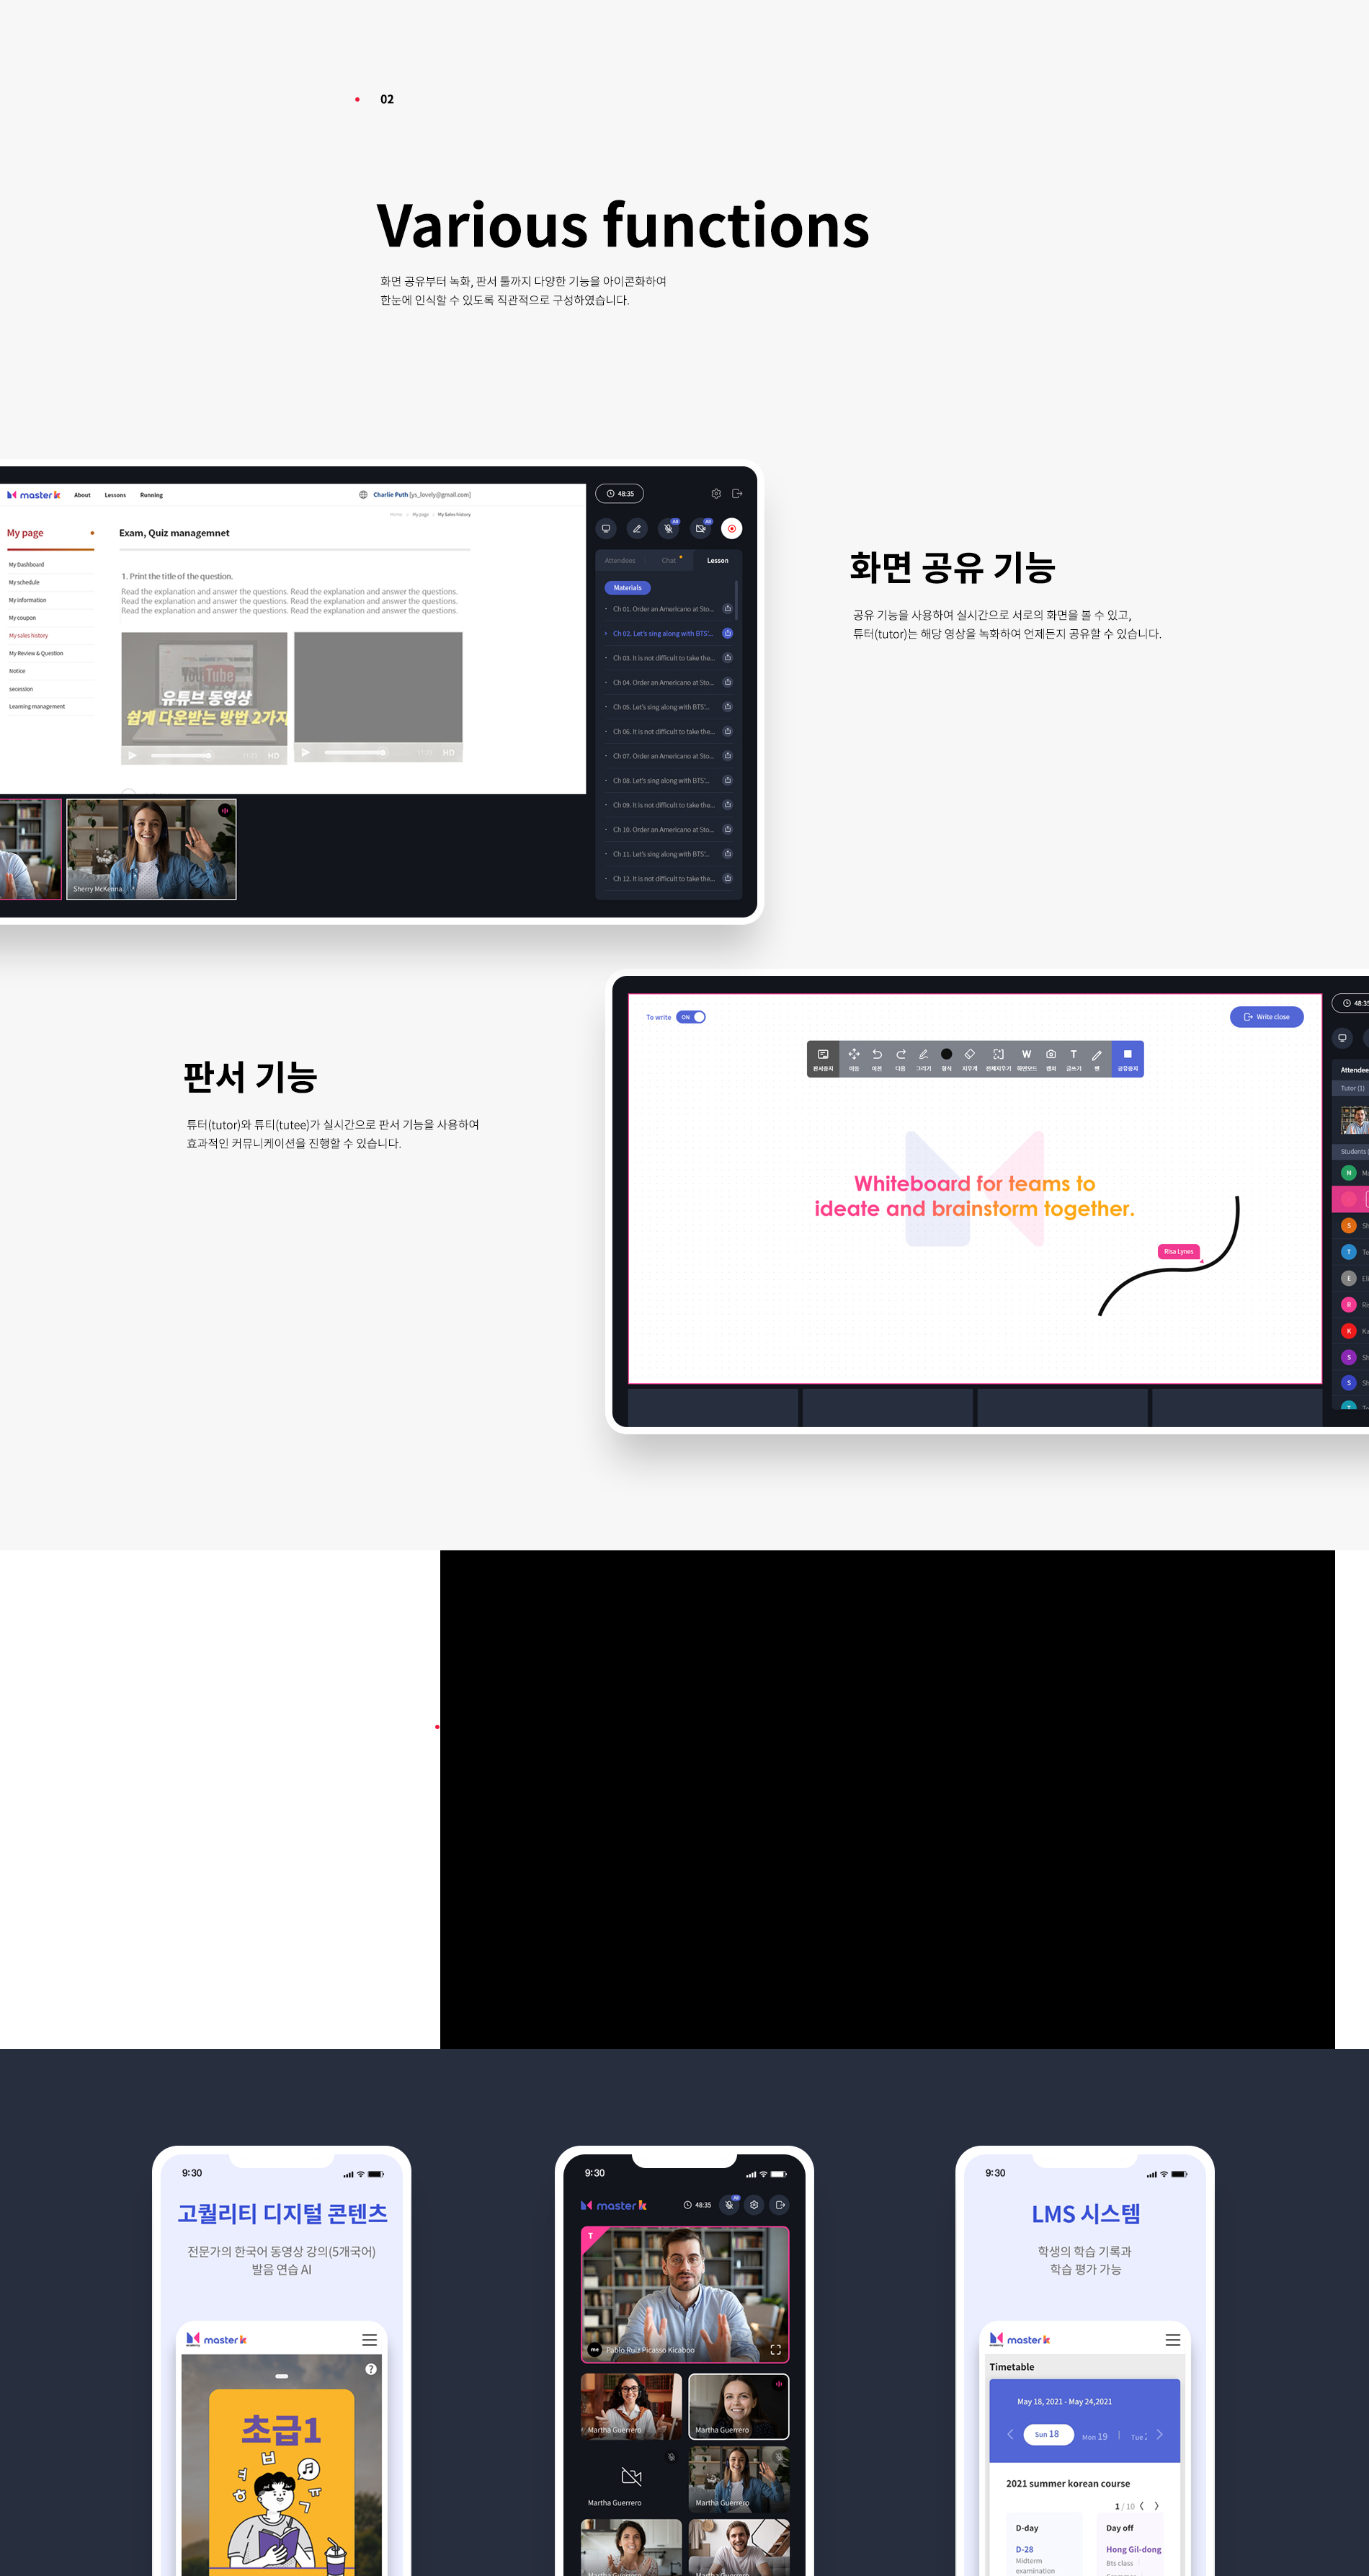 02
Various functions
화면 공유부터 녹화, 판서 툴까지 다양한 기능을 아이콘화하여
한눈에 인식할 수 있도록 직관적으로 구성하였습니다.
master k
About
Lessons
Running
Charlie Puth [ys_lovely@gmail.com]
Home > My page > My Sales history
My page
My Dashboard
My schedule
My information
My coupon
My sales history
My Review & Question
Notice
secession
Learning management
Exam, Quiz managemnet
1. Print the title of the question.
Read the explanation and answer the questions. Read the explanation and answer the questions.
Read the explanation and answer the questions. Read the explanation and answer the questions.
Read the explanation and answer the questions. Read the explanation and answer the questions.
YouTube
유튜브 동영상
쉽게 다운받는 방법 2가지
11:23 HD
11:23 HD
Sherry McKenna
48:35
All
All
Attendees
Chat
Lesson
Materials
Ch 01. Order an Americano at Sto...
Ch 02. Let's sing along with BTS'...
Ch 03. It is not difficult to take the...
Ch 04. Order an Americano at Sto...
Ch 05. Let's sing along with BTS'...
Ch 06. It is not difficult to take the...
Ch 07. Order an Americano at Sto...
Ch 08. Let's sing along with BTS'...
Ch 09. It is not difficult to take the...
Ch 10. Order an Americano at Sto...
Ch 11. Let's sing along with BTS'...
Ch 12. It is not difficult to take the...
화면 공유 기능
공유 기능을 사용하여 실시간으로 서로의 화면을 볼 수 있고,
튜터(tutor)는 해당 영상을 녹화하여 언제든지 공유할 수 있습니다.
판서 기능
튜터(tutor)와 튜티(tutee)가 실시간으로 판서 기능을 사용하여
효과적인 커뮤니케이션을 진행할 수 있습니다.
To write
ON
Write close
판서중지
이동
이전
다음
그리기
형식
지우개
전체지우기
화면모드
캡쳐
글쓰기
펜
공유중지
Whiteboard for teams to
ideate and brainstorm together.
Risa Lynes
48:35
Attendee
Tutor (1)
Students (
M Ma
S Sh
T Te
E Eli
R Ri
K Ka
S Sh
S Sh
T
9:30
고퀄리티 디지털 콘텐츠
전문가의 한국어 동영상 강의(5개국어)
발음 연습 AI
master k
?
초급1
ㅂ
ㅎ
ㄱ
ㅠ
9:30
master k
48:35
All
T
me Pablo Ruiz Picasso Kicaboo
Martha Guerrero
Martha Guerrero
Martha Guerrero
Martha Guerrero
Martha Guerrero
Martha Guerrero
9:30
LMS 시스템
학생의 학습 기록과
학습 평가 가능
master k
Timetable
May 18, 2021 - May 24,2021
Sun 18
Mon 19
Tue
2021 summer korean course
1 / 10
D-day
D-28
Midterm
examination
Day off
Hong Gil-dong
Bts class